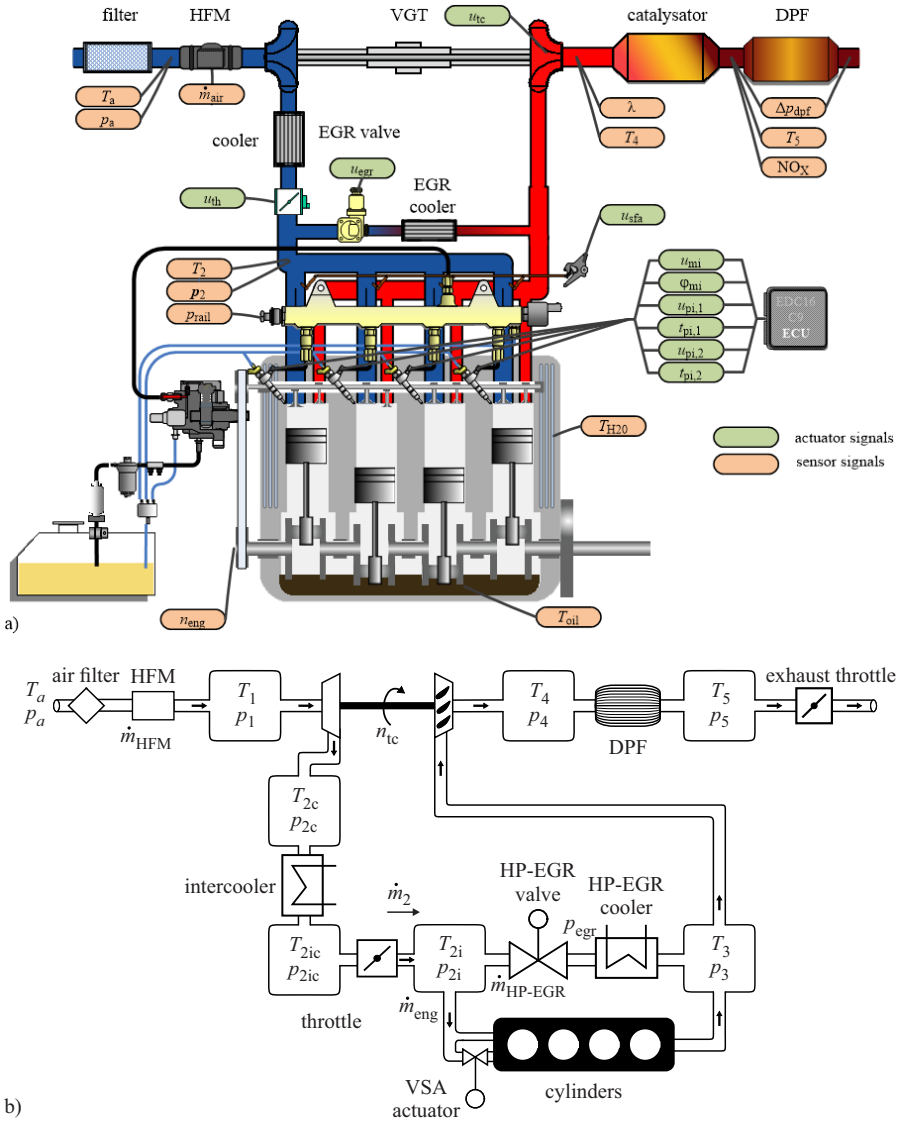 filter HFM VGT catalysator DPF
u_tc
T_a
p_a
ṁ_air
λ
T_4
Δp_dpf
T_5
NO_X
cooler
EGR valve
u_egr
EGR
cooler
u_th
u_sfa
T_2
p_2
p_rail
u_mi
φ_mi
u_pi,1
t_pi,1
u_pi,2
t_pi,2
EDC16
C9
ECU
T_H20
actuator signals
sensor signals
n_eng
T_oil
a)
air filter HFM
T_a
p_a
ṁ_HFM
T_1
p_1
n_tc
T_4
p_4
DPF
T_5
p_5
exhaust throttle
T_2c
p_2c
intercooler
ṁ_2
HP-EGR
valve
HP-EGR
cooler
p_egr
T_2ic
p_2ic
T_2i
p_2i
T_3
p_3
ṁ_HP-EGR
throttle
ṁ_eng
VSA
actuator
cylinders
b)